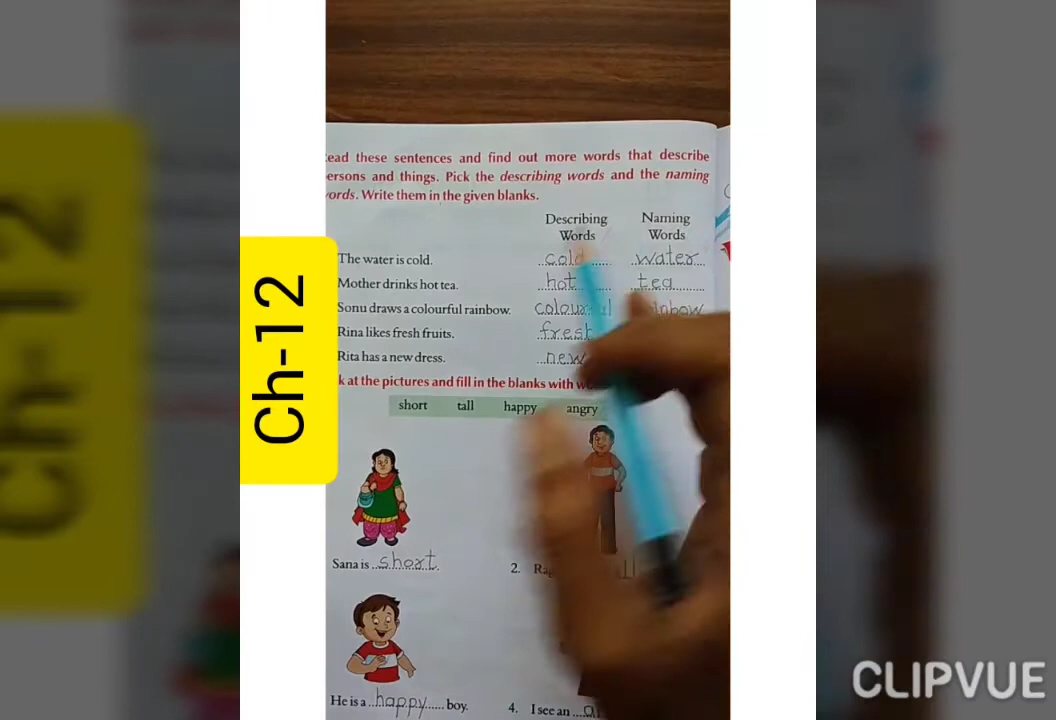 Ch-12
ead these sentences and find out more words that describe
ersons and things. Pick the describing words and the naming
ords. Write them in the given blanks.
Describing Words Naming Words
The water is cold. cold water
Mother drinks hot tea. hot tea
Sonu draws a colourful rainbow. colourful inbow
Rina likes fresh fruits. fresh
Rita has a new dress. new
k at the pictures and fill in the blanks with w
short tall happy angry
Sana is short.
2. Ra ll
He is a happy boy.
4. I see an
CLIPVUE